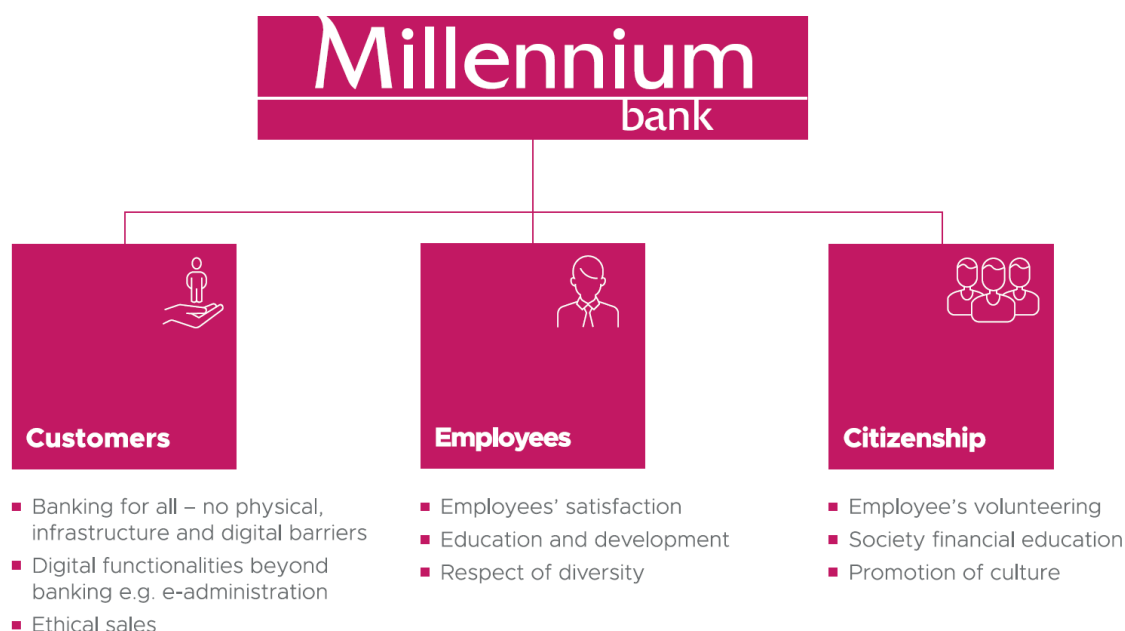 Millennium
bank
Customers
Employees
Citizenship
▪ Banking for all – no physical,
infrastructure and digital barriers
▪ Digital functionalities beyond
banking e.g. e-administration
▪ Ethical sales
▪ Employees’ satisfaction
▪ Education and development
▪ Respect of diversity
▪ Employee’s volunteering
▪ Society financial education
▪ Promotion of culture